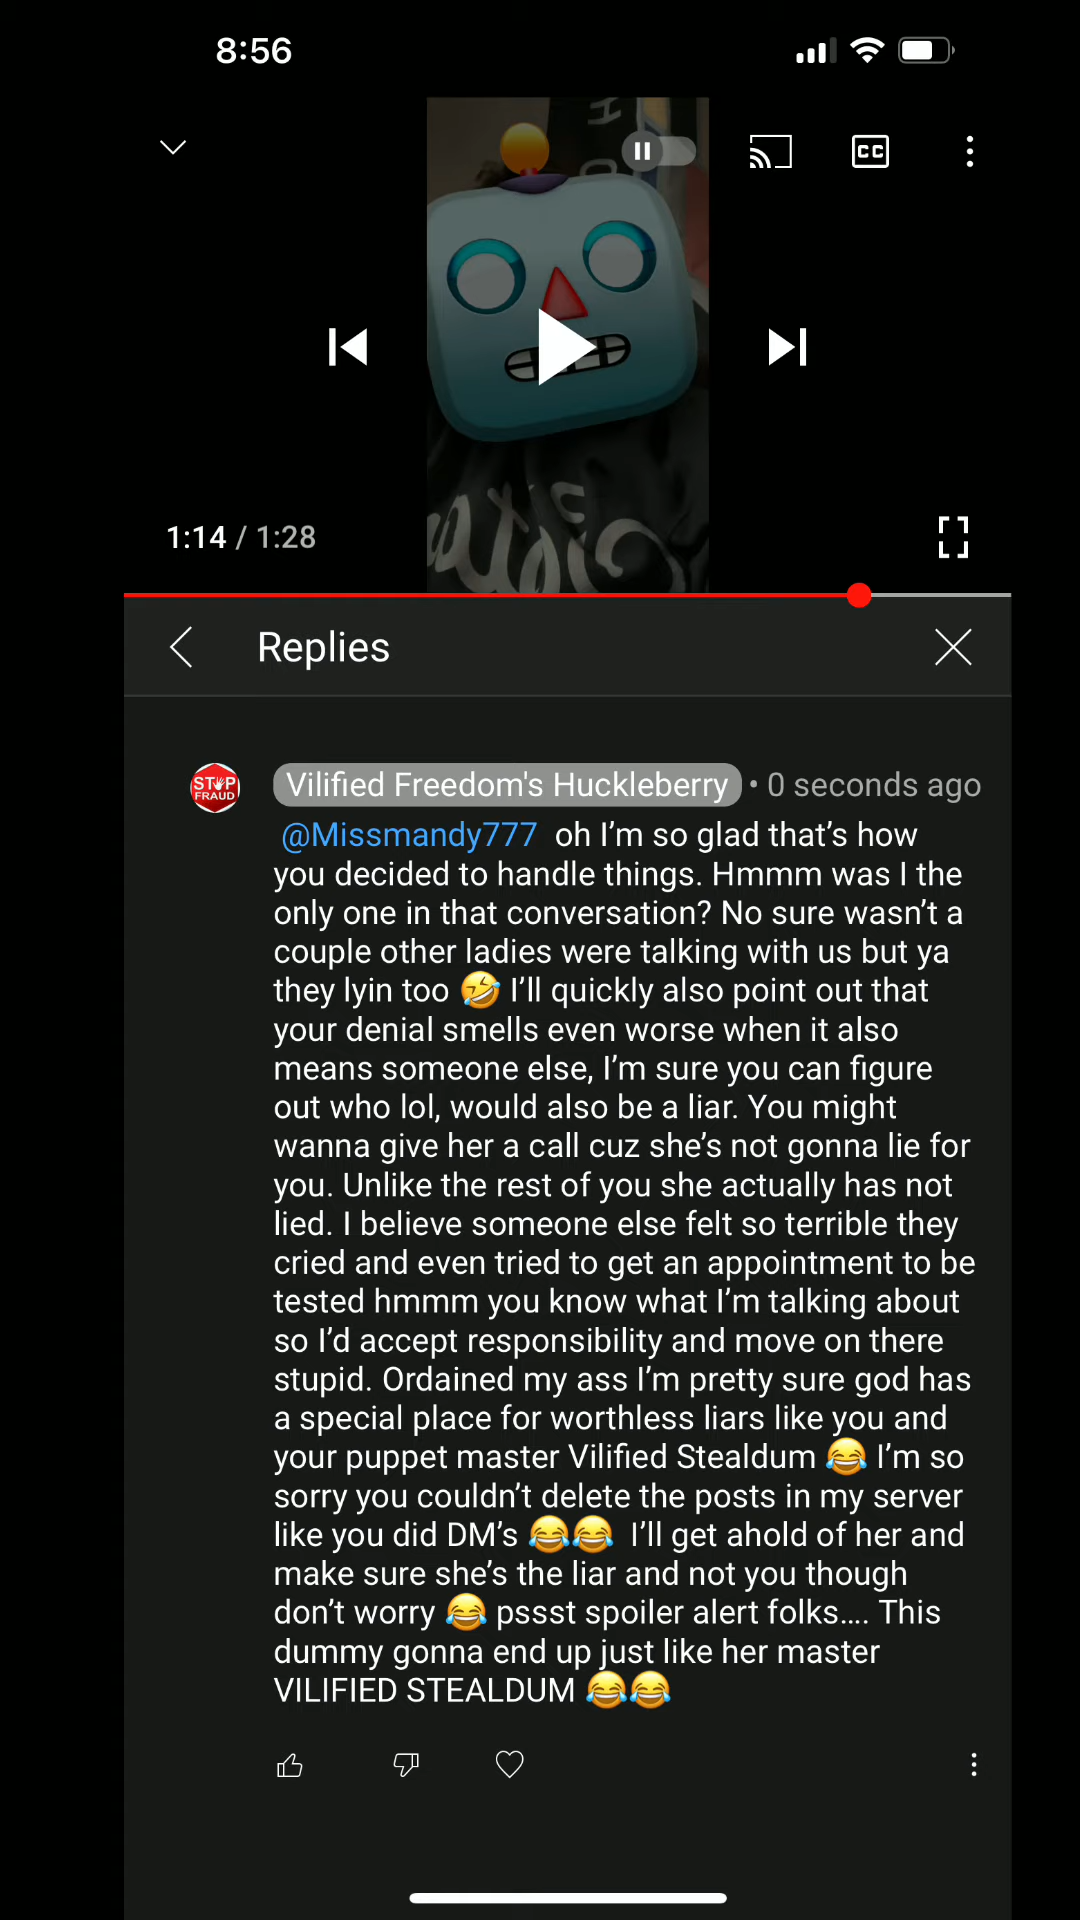 8:56
CC
1:14 / 1:28
Replies
STOP
FRAUD
Vilified Freedom's Huckleberry • 0 seconds ago
@Missmandy777 oh I’m so glad that’s how
you decided to handle things. Hmmm was I the
only one in that conversation? No sure wasn’t a
couple other ladies were talking with us but ya
they lyin too 🤣 I’ll quickly also point out that
your denial smells even worse when it also
means someone else, I’m sure you can figure
out who lol, would also be a liar. You might
wanna give her a call cuz she’s not gonna lie for
you. Unlike the rest of you she actually has not
lied. I believe someone else felt so terrible they
cried and even tried to get an appointment to be
tested hmmm you know what I’m talking about
so I’d accept responsibility and move on there
stupid. Ordained my ass I’m pretty sure god has
a special place for worthless liars like you and
your puppet master Vilified Stealdum 😂 I’m so
sorry you couldn’t delete the posts in my server
like you did DM’s 😂😂 I’ll get ahold of her and
make sure she’s the liar and not you though
don’t worry 😂 pssst spoiler alert folks.... This
dummy gonna end up just like her master
VILIFIED STEALDUM 😂😂